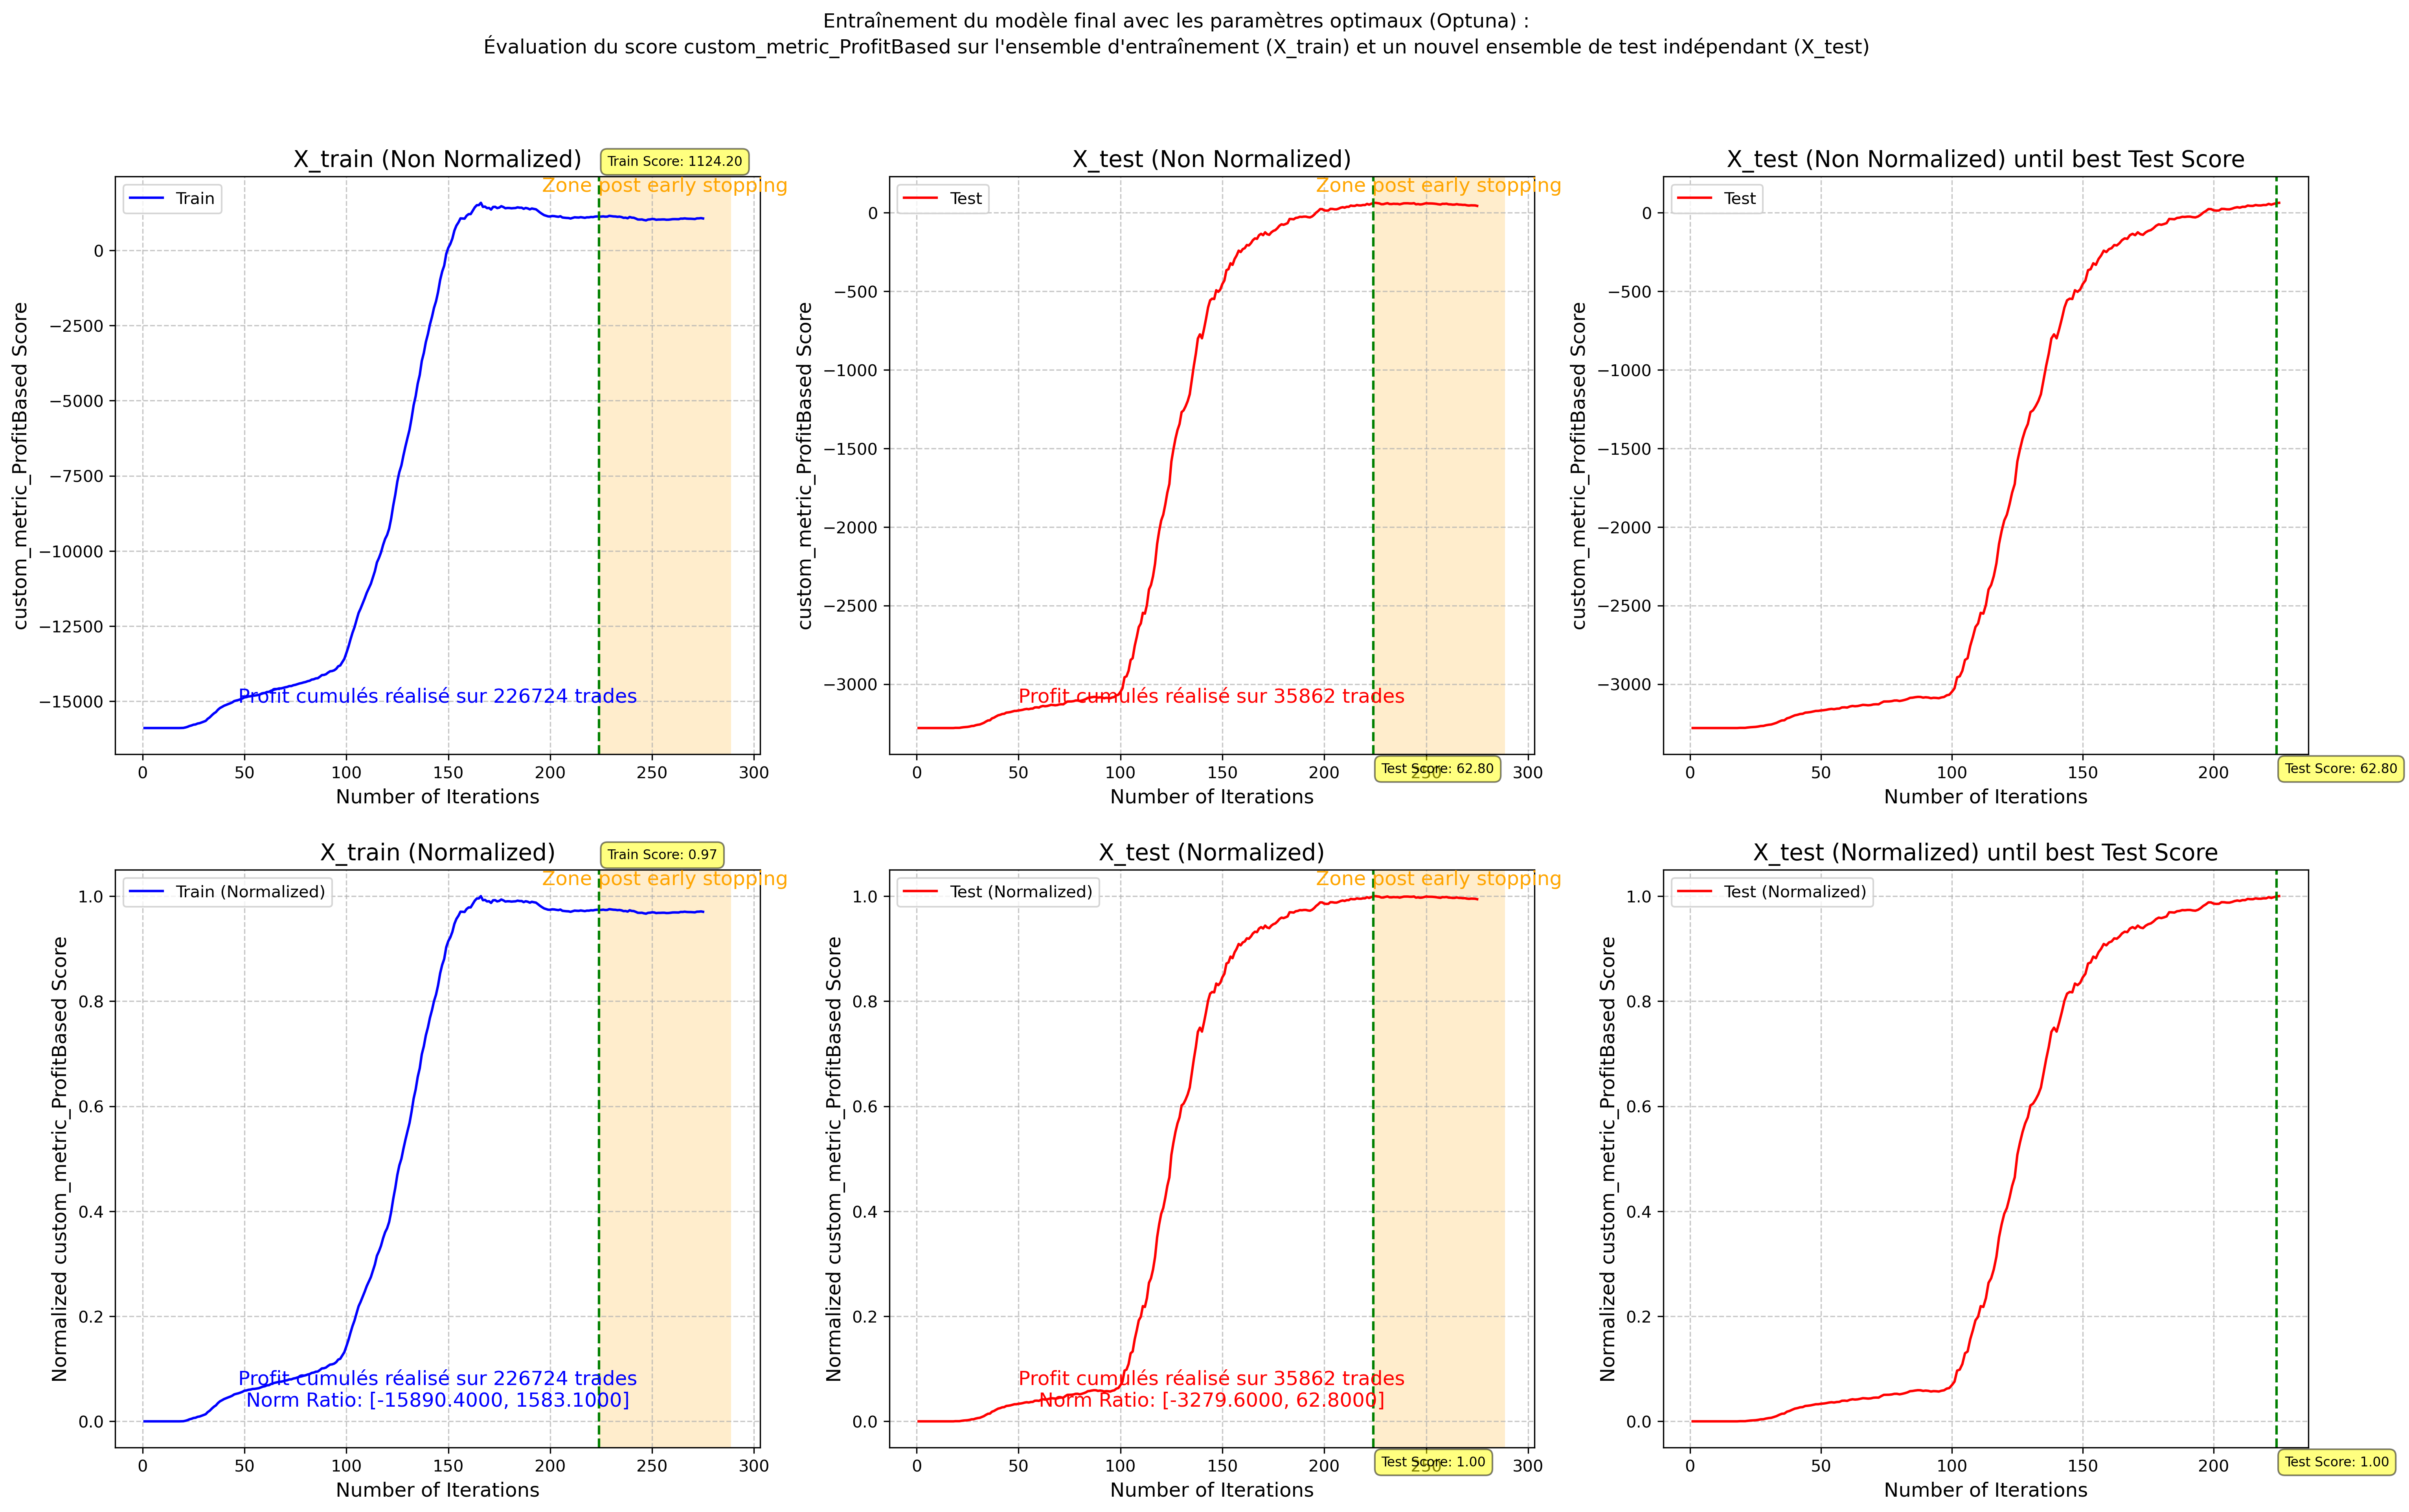 Entraînement du modèle final avec les paramètres optimaux (Optuna) :
Évaluation du score custom_metric_ProfitBased sur l'ensemble d'entraînement (X_train) et un nouvel ensemble de test indépendant (X_test)
X_train (Non Normalized)
Train Score: 1124.20
Zone post early stopping
Train
custom_metric_ProfitBased Score
0
−2500
−5000
−7500
−10000
−12500
−15000
Profit cumulés réalisé sur 226724 trades
0 50 100 150 200 250 300
Number of Iterations
X_test (Non Normalized)
Zone post early stopping
Test
custom_metric_ProfitBased Score
0
−500
−1000
−1500
−2000
−2500
−3000
Profit cumulés réalisé sur 35862 trades
0 50 100 150 200 250 300
Test Score: 62.80
Number of Iterations
X_test (Non Normalized) until best Test Score
Test
custom_metric_ProfitBased Score
0
−500
−1000
−1500
−2000
−2500
−3000
0 50 100 150 200
Test Score: 62.80
Number of Iterations
X_train (Normalized)
Train Score: 0.97
Zone post early stopping
Train (Normalized)
Normalized custom_metric_ProfitBased Score
1.0
0.8
0.6
0.4
0.2
0.0
Profit cumulés réalisé sur 226724 trades
Norm Ratio: [-15890.4000, 1583.1000]
0 50 100 150 200 250 300
Number of Iterations
X_test (Normalized)
Zone post early stopping
Test (Normalized)
Normalized custom_metric_ProfitBased Score
1.0
0.8
0.6
0.4
0.2
0.0
Profit cumulés réalisé sur 35862 trades
Norm Ratio: [-3279.6000, 62.8000]
0 50 100 150 200 250 300
Test Score: 1.00
Number of Iterations
X_test (Normalized) until best Test Score
Test (Normalized)
Normalized custom_metric_ProfitBased Score
1.0
0.8
0.6
0.4
0.2
0.0
0 50 100 150 200
Test Score: 1.00
Number of Iterations